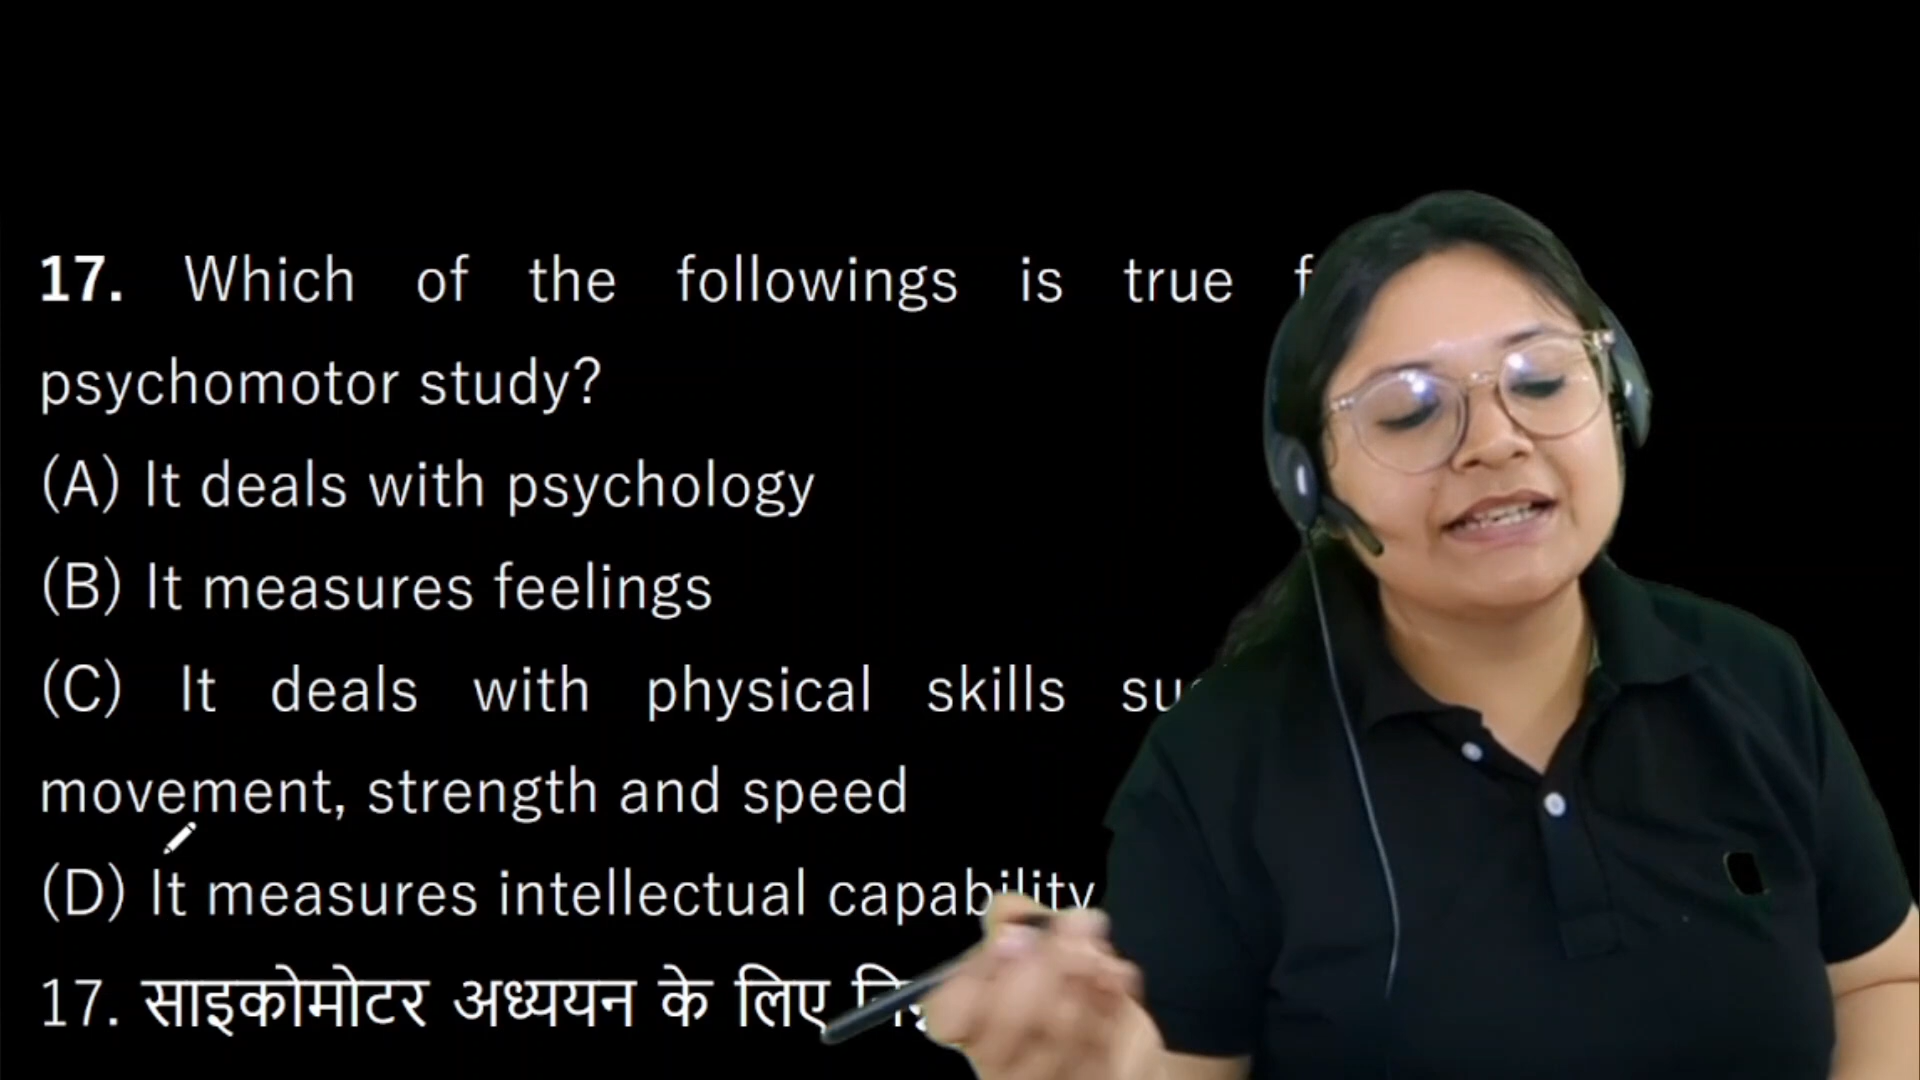 17. Which of the followings is true
psychomotor study?
(A) It deals with psychology
(B) It measures feelings
(C) It deals with physical skills
movement, strength and speed
(D) It measures intellectual capability
17. साइकोमोटर अध्ययन के लिए